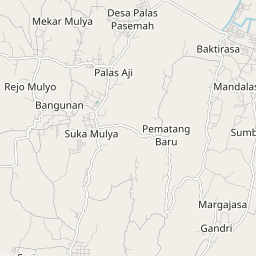 Desa Palas
Pasemah
Mekar Mulya
Baktirasa
Palas Aji
Rejo Mulyo
Mandalas
Bangunan
Suka Mulya
Pematang
Baru
Sumb
Margajasa
Gandri